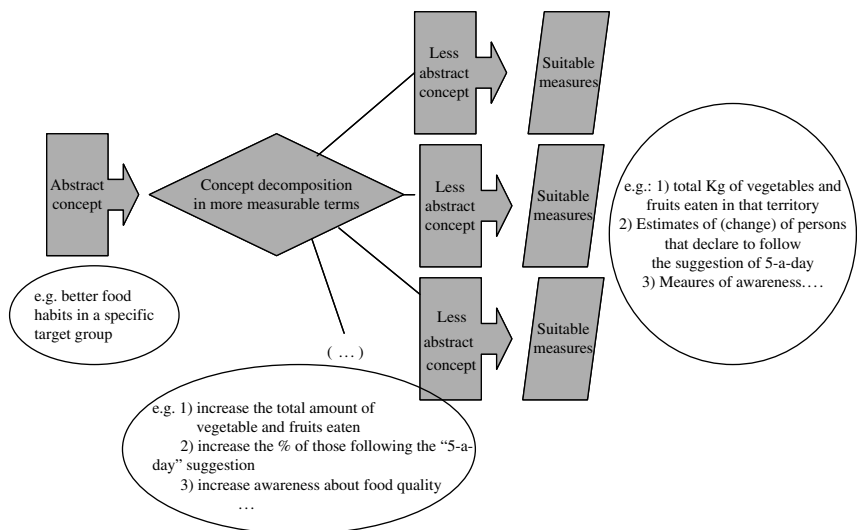 Abstract
concept
e.g. better food
habits in a specific
target group
Concept decomposition
in more measurable terms
Less
abstract
concept
Suitable
measures
Less
abstract
concept
Suitable
measures
Less
abstract
concept
Suitable
measures
( … )
e.g. 1) increase the total amount of
vegetable and fruits eaten
2) increase the % of those following the “5-a-
day” suggestion
3) increase awareness about food quality
…
e.g.: 1) total Kg of vegetables and
fruits eaten in that territory
2) Estimates of (change) of persons
that declare to follow
the suggestion of 5-a-day
3) Meaures of awareness….